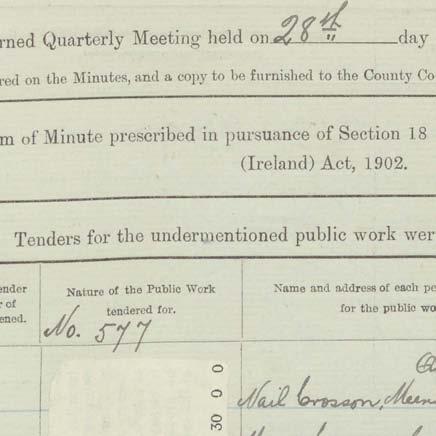 rned Quarterly Meeting held on 28th day
red on the Minutes, and a copy to be furnished to the County Co
m of Minute prescribed in pursuance of Section 18
(Ireland) Act, 1902.
Tenders for the undermentioned public work wer
ender
r of
ened.
Nature of the Public Work
tendered for.
No. 577
Name and address of each pe
for the public wo
30 0 0
Nail Crosson, Meen